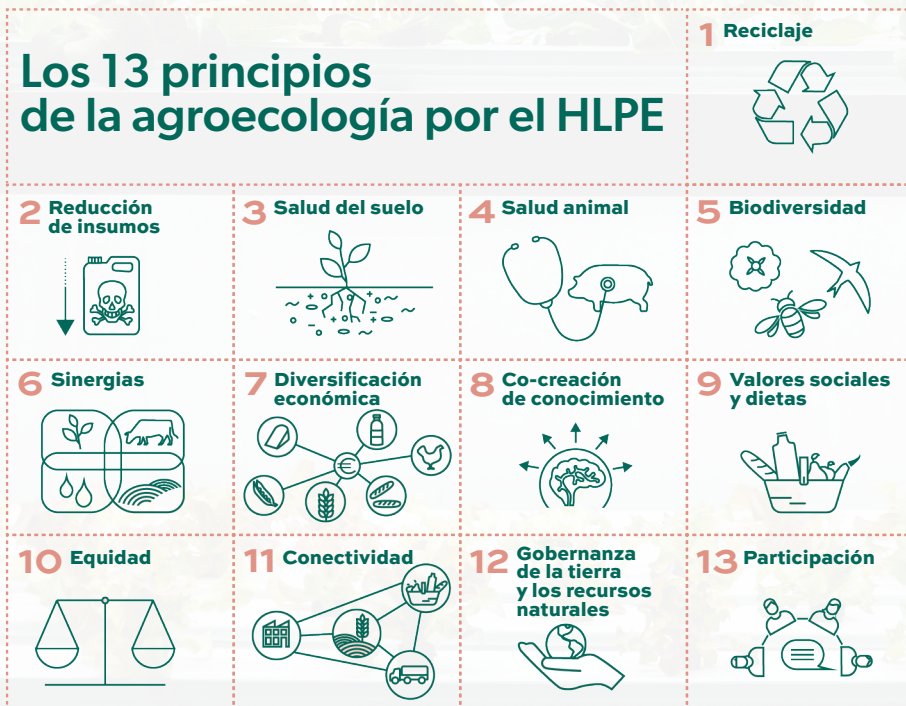 Los 13 principios
de la agroecología por el HLPE
1 Reciclaje
2 Reducción
de insumos
3 Salud del suelo
4 Salud animal
5 Biodiversidad
6 Sinergias
7 Diversificación
económica
€
8 Co-creación
de conocimiento
9 Valores sociales
y dietas
10 Equidad
11 Conectividad
12 Gobernanza
de la tierra
y los recursos
naturales
13 Participación